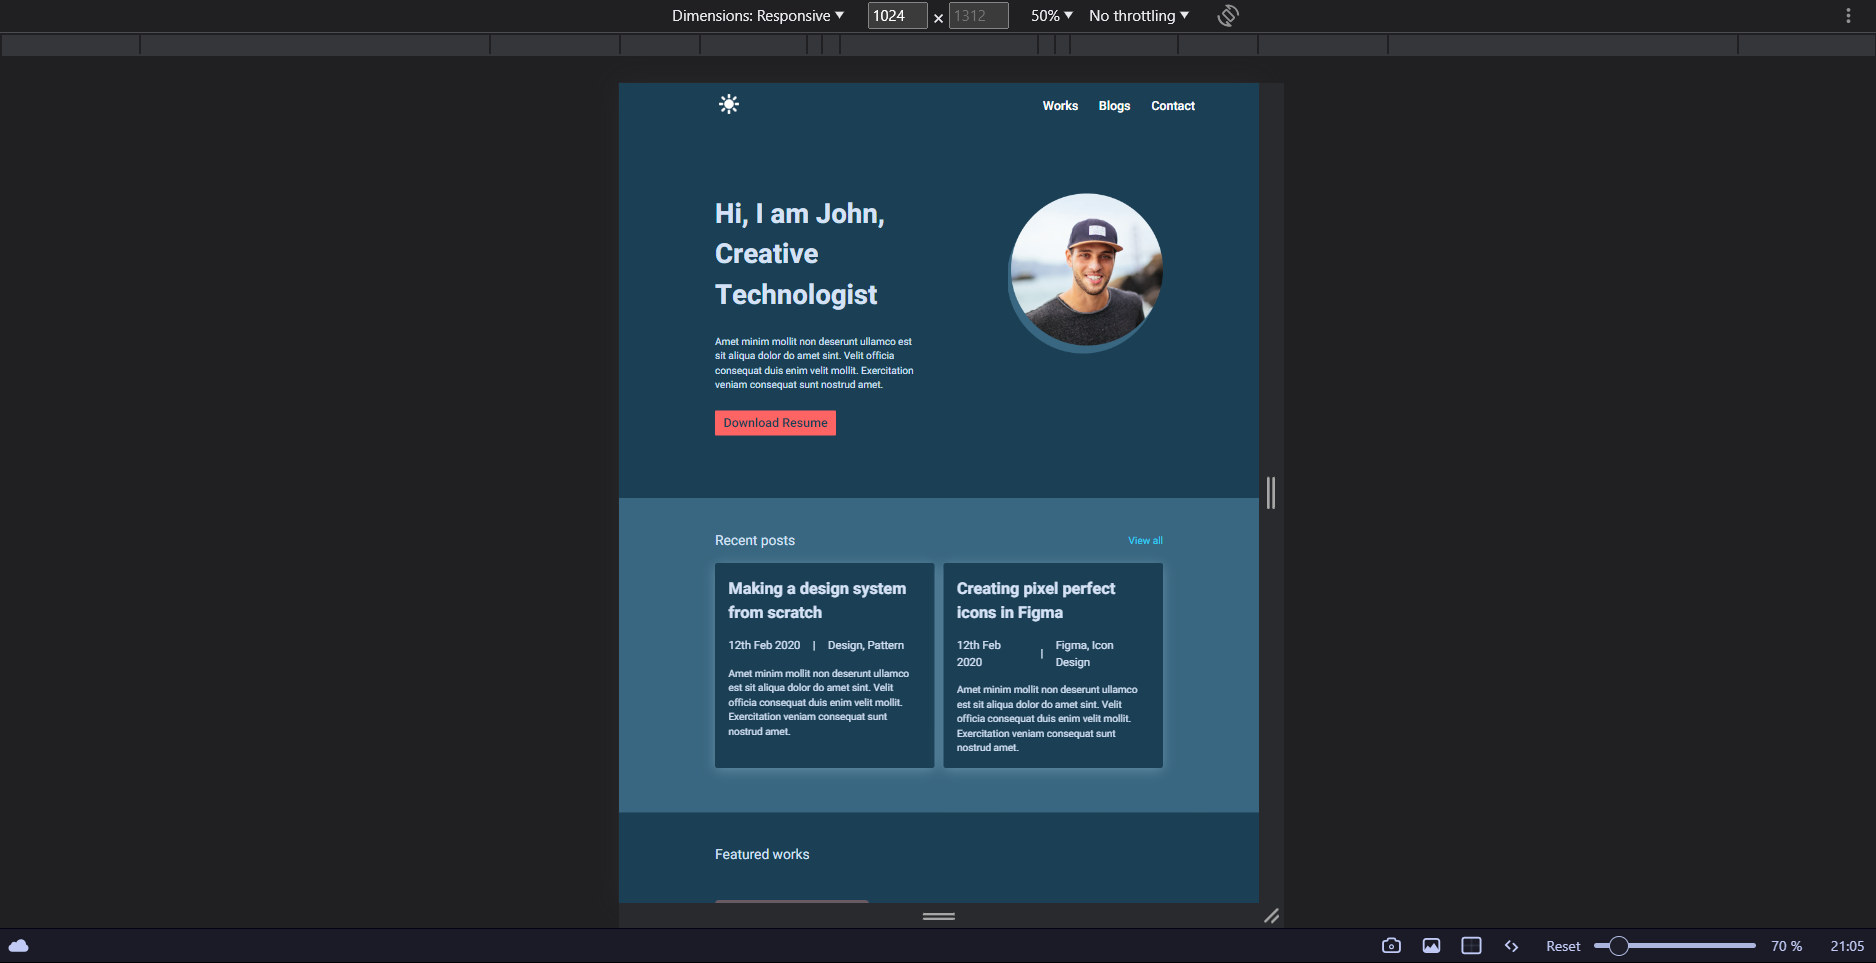 Dimensions: Responsive ▼ 1024 × 1312 50% ▼ No throttling ▼
Works Blogs Contact
Hi, I am John,
Creative
Technologist
Amet minim mollit non deserunt ullamco est
sit aliqua dolor do amet sint. Velit officia
consequat duis enim velit mollit. Exercitation
veniam consequat sunt nostrud amet.
Download Resume
Recent posts
View all
Making a design system
from scratch
12th Feb 2020 | Design, Pattern
Amet minim mollit non deserunt ullamco
est sit aliqua dolor do amet sint. Velit
officia consequat duis enim velit mollit.
Exercitation veniam consequat sunt
nostrud amet.
Creating pixel perfect
icons in Figma
12th Feb
2020
|
Figma, Icon
Design
Amet minim mollit non deserunt ullamco
est sit aliqua dolor do amet sint. Velit
officia consequat duis enim velit mollit.
Exercitation veniam consequat sunt
nostrud amet.
Featured works
Reset 70 % 21:05